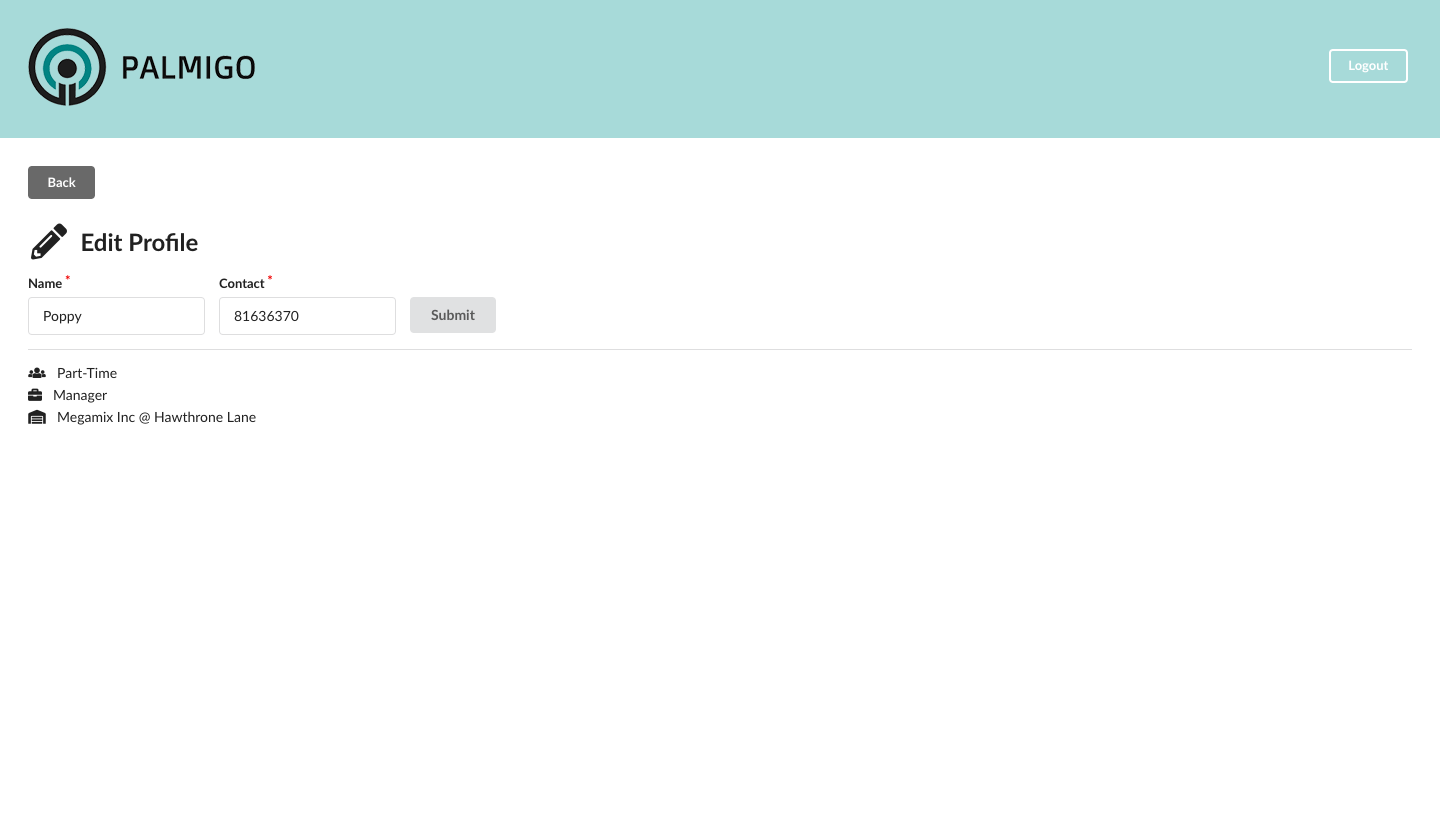 PALMIGO
Logout
Back
Edit Profile
Name *
Contact *
Poppy
81636370
Submit
Part-Time
Manager
Megamix Inc @ Hawthrone Lane